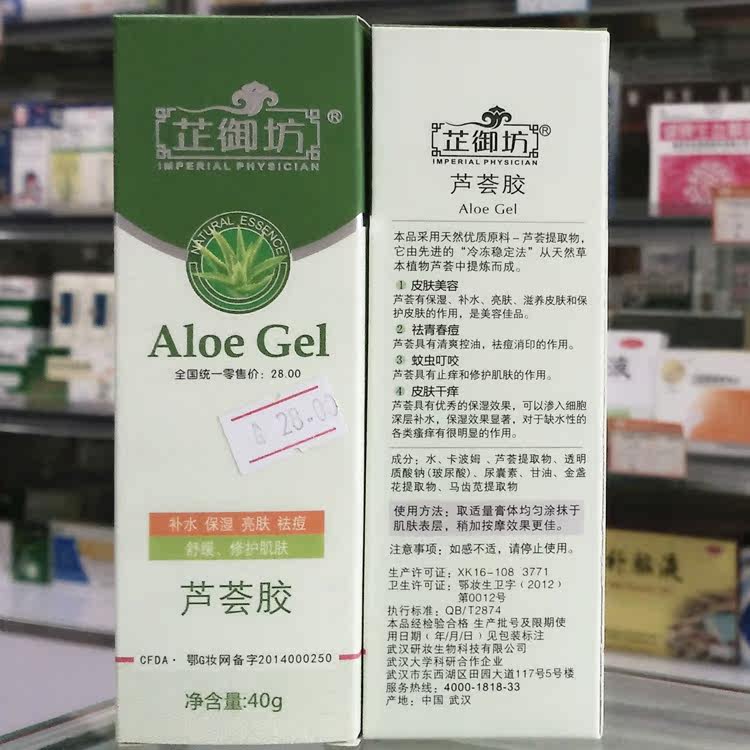 芷御坊®
IMPERIAL PHYSICIAN
NATURAL ESSENCE
Aloe Gel
全国统一零售价：28.00
28.00
补水 保湿 亮肤 祛痘
舒缓、修护肌肤
芦荟胶
CFDA· 鄂G妆网备字2014000250
净含量:40g
芷御坊®
IMPERIAL PHYSICIAN
芦荟胶
Aloe Gel
本品采用天然优质原料－芦荟提取物，
它由先进的“冷冻稳定法”从天然草
本植物芦荟中提炼而成。
1 皮肤美容
芦荟有保湿、补水、亮肤、滋养皮肤和保
护皮肤的作用，是美容佳品。
2 祛青春痘
芦荟具有清爽控油，祛痘消印的作用。
3 蚊虫叮咬
芦荟具有止痒和修护肌肤的作用。
4 皮肤干痒
芦荟具有优秀的保湿效果，可以渗入细胞
深层补水，保湿效果显著，对于缺水性的
各类瘙痒有很明显的作用。
成分：水、卡波姆、芦荟提取物、透明
质酸钠(玻尿酸)、尿囊素、甘油、金盏
花提取物、马齿苋提取物
使用方法：取适量膏体均匀涂抹于
肌肤表层，稍加按摩效果更佳。
注意事项：如感不适，请停止使用。
生产许可证：XK16-108 3771
卫生许可证：鄂妆生卫字（2012）
第0012号
执行标准：QB/T2874
本品经检验合格 生产批号及限期使
用日期（年/月/日）见包装标注
武汉研妆生物科技有限公司
武汉大学科研合作企业
武汉市东西湖区田园大道117号5号楼
服务热线：4000-1818-33
产地：中国 武汉